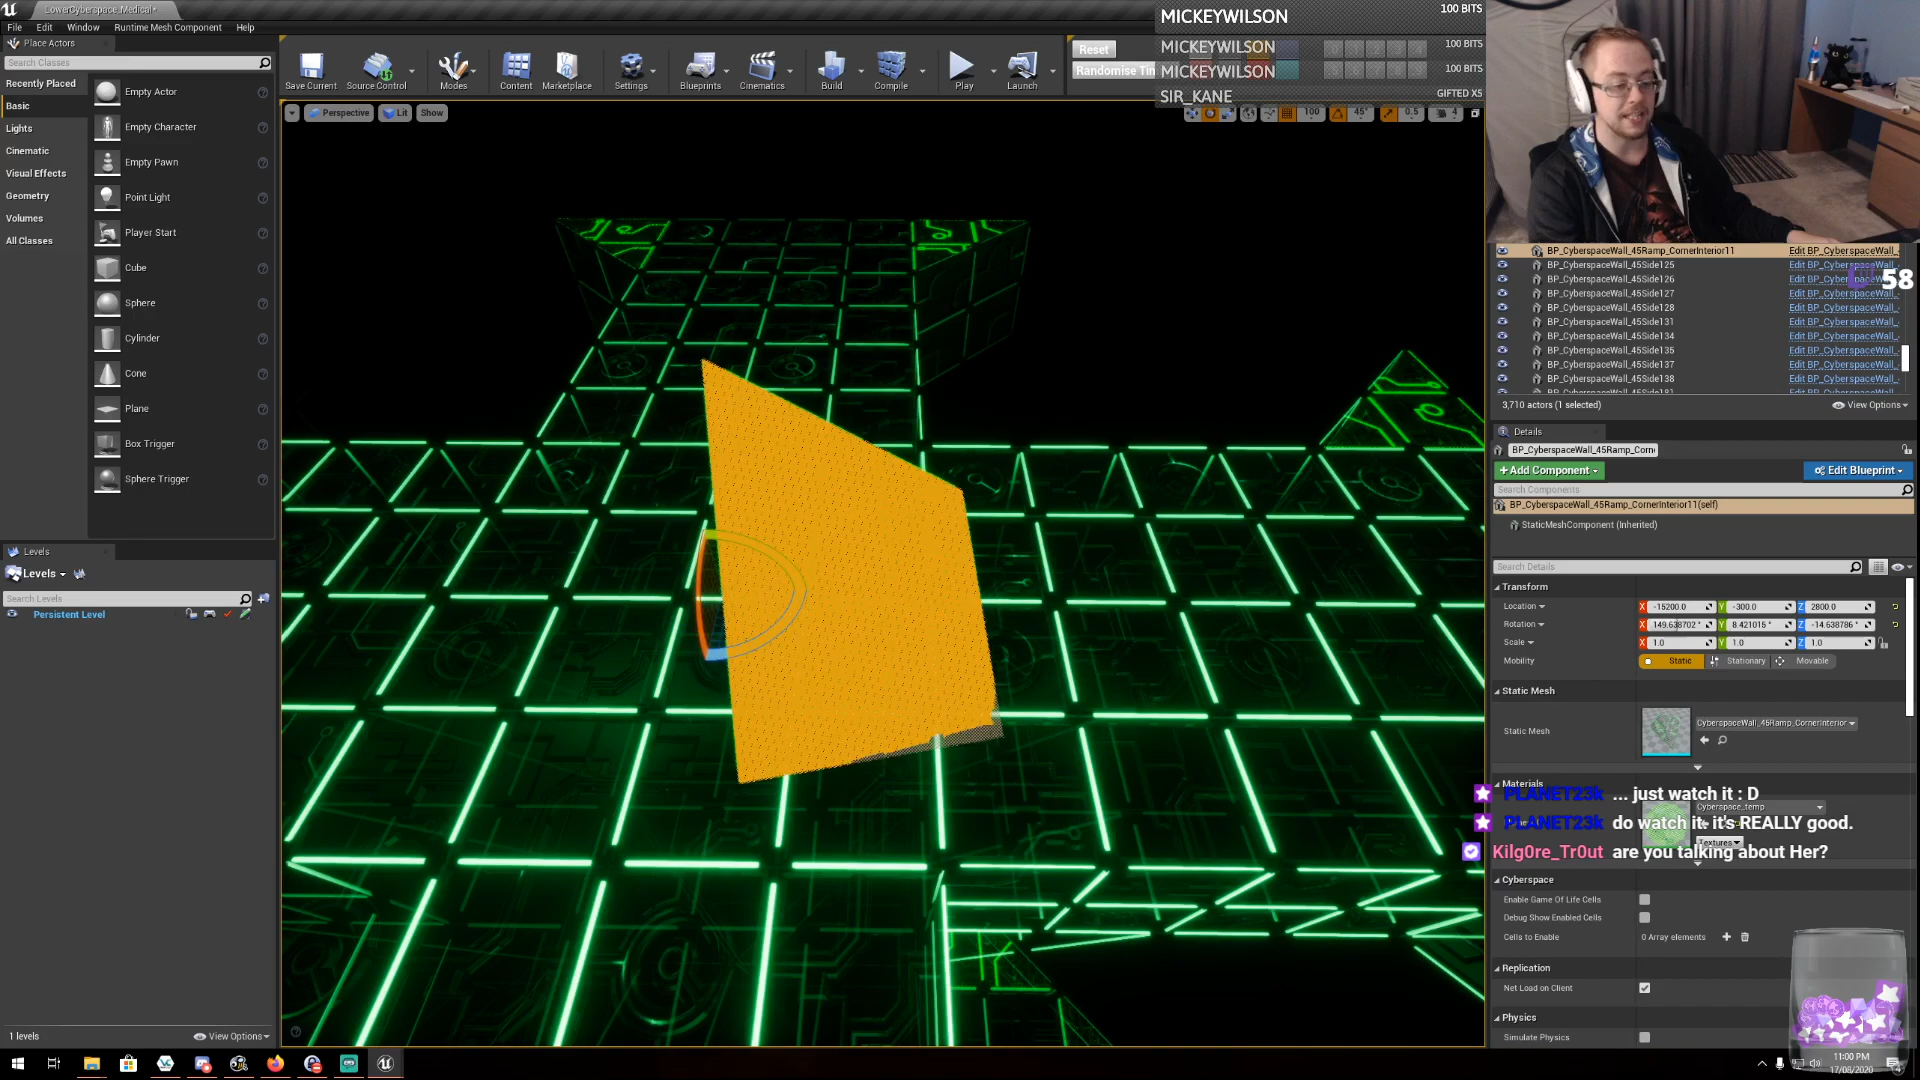 LowerCyberspace_Medical*
File Edit Window Runtime Mesh Component Help
Place Actors
Search Classes
Recently Placed
Basic
Lights
Cinematic
Visual Effects
Geometry
Volumes
All Classes
Empty Actor
Empty Character
Empty Pawn
Point Light
Player Start
Cube
Sphere
Cylinder
Cone
Plane
Box Trigger
Sphere Trigger
Levels
Levels
Search Levels
Persistent Level
1 levels
View Options
Save Current
Source Control
Modes
Content
Marketplace
Settings
Blueprints
Cinematics
Build
Compile
Play
Launch
Reset
Randomise Tim
Perspective
Lit
Show
100
45°
0.5
4
MICKEYWILSON 100 BITS
MICKEYWILSON 100 BITS
MICKEYWILSON 100 BITS
SIR_KANE GIFTED X5
58
BP_CyberspaceWall_45Ramp_CornerInterior11 Edit BP_CyberspaceWall_
BP_CyberspaceWall_45Side125 Edit BP_CyberspaceWall_
BP_CyberspaceWall_45Side126 Edit BP_CyberspaceWall_
BP_CyberspaceWall_45Side127 Edit BP_CyberspaceWall_
BP_CyberspaceWall_45Side128 Edit BP_CyberspaceWall_
BP_CyberspaceWall_45Side131 Edit BP_CyberspaceWall_
BP_CyberspaceWall_45Side134 Edit BP_CyberspaceWall_
BP_CyberspaceWall_45Side135 Edit BP_CyberspaceWall_
BP_CyberspaceWall_45Side137 Edit BP_CyberspaceWall_
BP_CyberspaceWall_45Side138 Edit BP_CyberspaceWall_
3,710 actors (1 selected)
View Options
Details
BP_CyberspaceWall_45Ramp_Corn
+Add Component
Edit Blueprint
Search Components
BP_CyberspaceWall_45Ramp_CornerInterior11(self)
StaticMeshComponent (Inherited)
Search Details
Transform
Location X -15200.0 Y -300.0 Z 2800.0
Rotation X 149.638702 ° Y 8.421015 ° Z -14.638786 °
Scale X 1.0 Y 1.0 Z 1.0
Mobility Static Stationary Movable
Static Mesh
Static Mesh CyberspaceWall_45Ramp_CornerInterior
Materials
Cyberspace_temp
Textures
PLANET23k ... just watch it : D
PLANET23k do watch it. it's REALLY good.
Kilg0re_Tr0ut are you talking about Her?
Cyberspace
Enable Game Of Life Cells
Debug Show Enabled Cells
Cells to Enable 0 Array elements
Replication
Net Load on Client
Physics
Simulate Physics
11:00 PM
17/08/2020